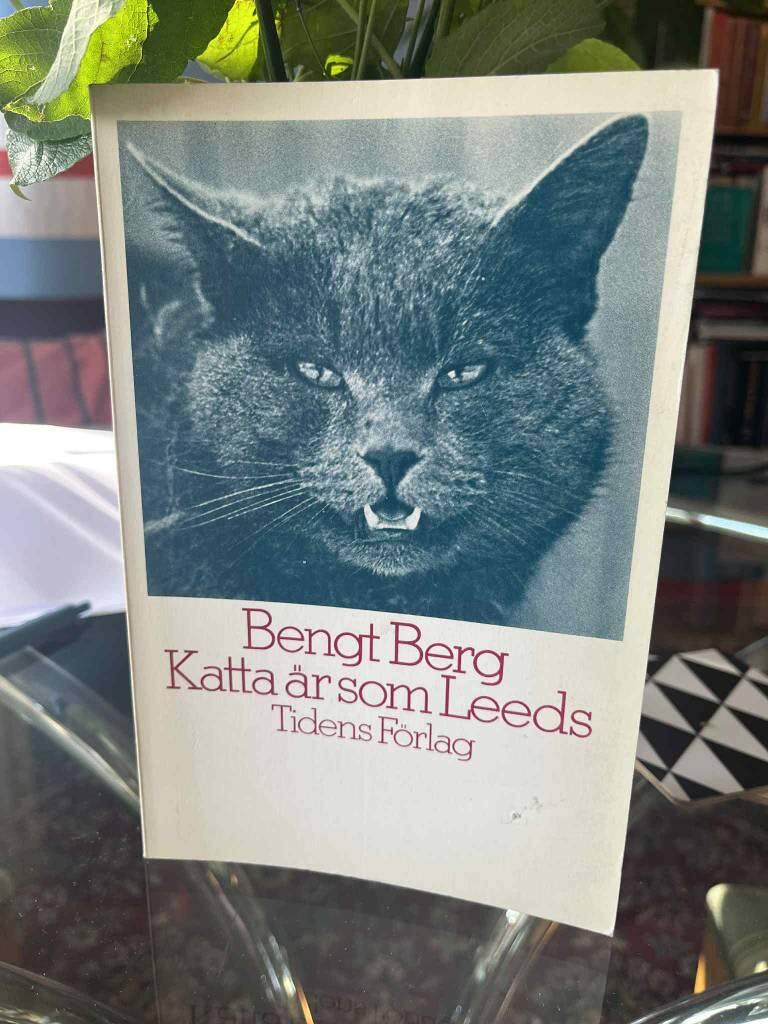 Bengt Berg
Katta är som Leeds
Tidens Förlag